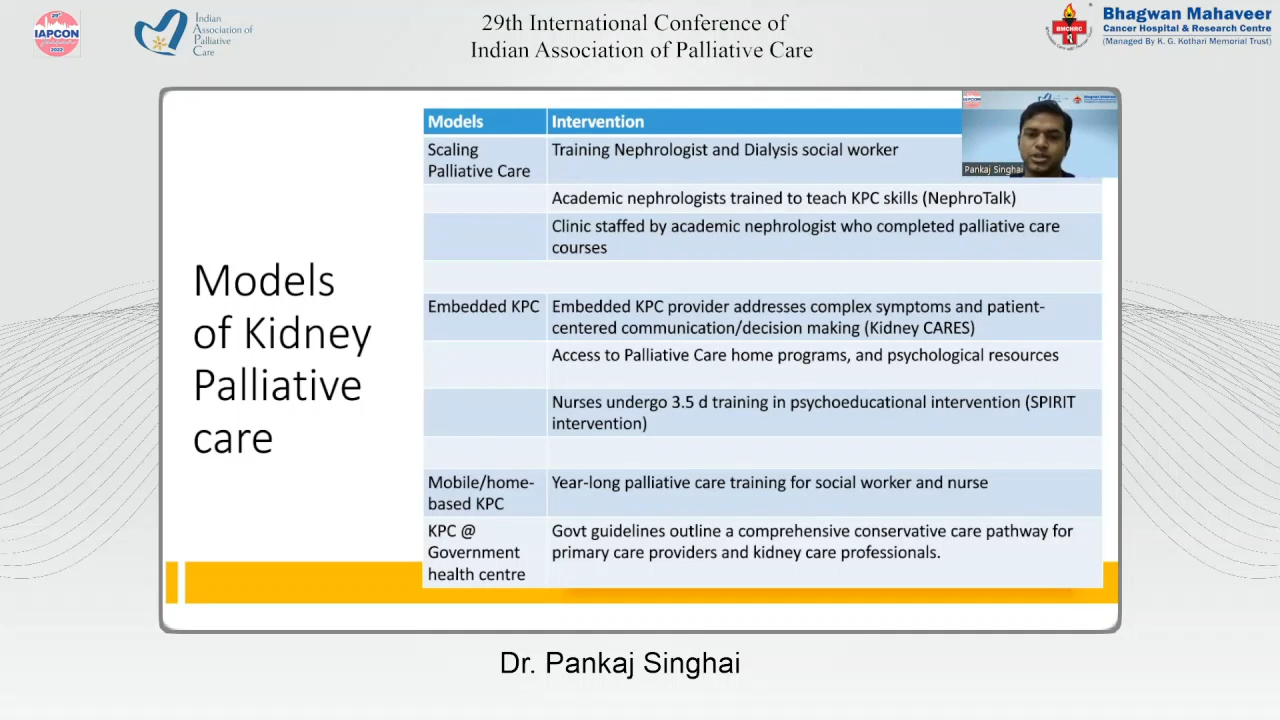 29th
IAPCON
2022
Indian
Association of
Palliative
Care
29th International Conference of
Indian Association of Palliative Care
BMCHRC
Bhagwan Mahaveer
Cancer Hospital & Research Centre
(Managed By K. G. Kothari Memorial Trust)
Models of Kidney Palliative care
Models
Intervention
Scaling
Palliative Care
Training Nephrologist and Dialysis social worker
Academic nephrologists trained to teach KPC skills (NephroTalk)
Clinic staffed by academic nephrologist who completed palliative care
courses
Embedded KPC
Embedded KPC provider addresses complex symptoms and patient-
centered communication/decision making (Kidney CARES)
Access to Palliative Care home programs, and psychological resources
Nurses undergo 3.5 d training in psychoeducational intervention (SPIRIT
intervention)
Mobile/home-
based KPC
Year-long palliative care training for social worker and nurse
KPC @
Government
health centre
Govt guidelines outline a comprehensive conservative care pathway for
primary care providers and kidney care professionals.
Pankaj Singhai
Dr. Pankaj Singhai